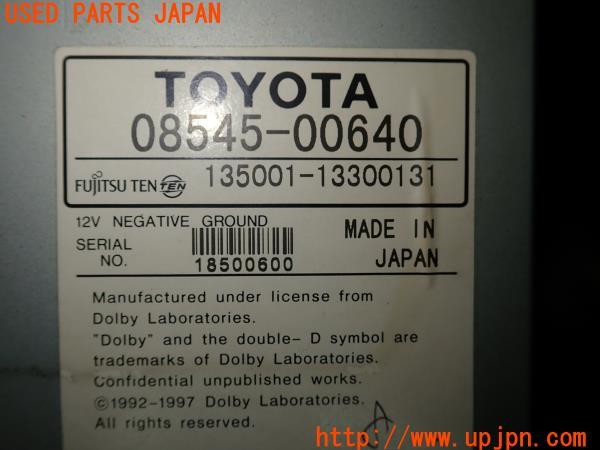 USED PARTS JAPAN
TOYOTA
08545-00640
FUJITSU TEN TEN 135001-13300131
12V NEGATIVE GROUND
SERIAL NO. 18500600
MADE IN JAPAN
Manufactured under license from
Dolby Laboratories.
"Dolby" and the double- D symbol are
trademarks of Dolby Laboratories.
Confidential unpublished works.
©1992-1997 Dolby Laboratories.
All rights reserved.
http://www.upjpn.com/